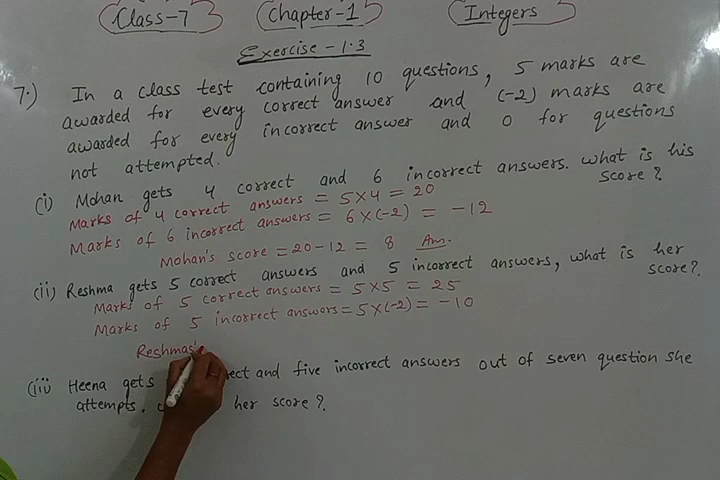 Class-7 Chapter-1 Integers
Exercise-1.3
7.) In a class test containing 10 questions, 5 marks are
awarded for every correct answer and (-2) marks are
awarded for every incorrect answer and 0 for questions
not attempted.
(i) Mohan gets 4 correct and 6 incorrect answers. What is his
score?
Marks of 4 correct answers = 5×4 = 20
Marks of 6 incorrect answers = 6×(-2) = -12
Mohan's score = 20-12 = 8 Ans.
(ii) Reshma gets 5 correct answers and 5 incorrect answers, what is her
score?
Marks of 5 correct answers = 5×5 = 25
Marks of 5 incorrect answers = 5×(-2) = -10
(iii) Heena gets and five incorrect answers out of seven question she
attempts. her score?